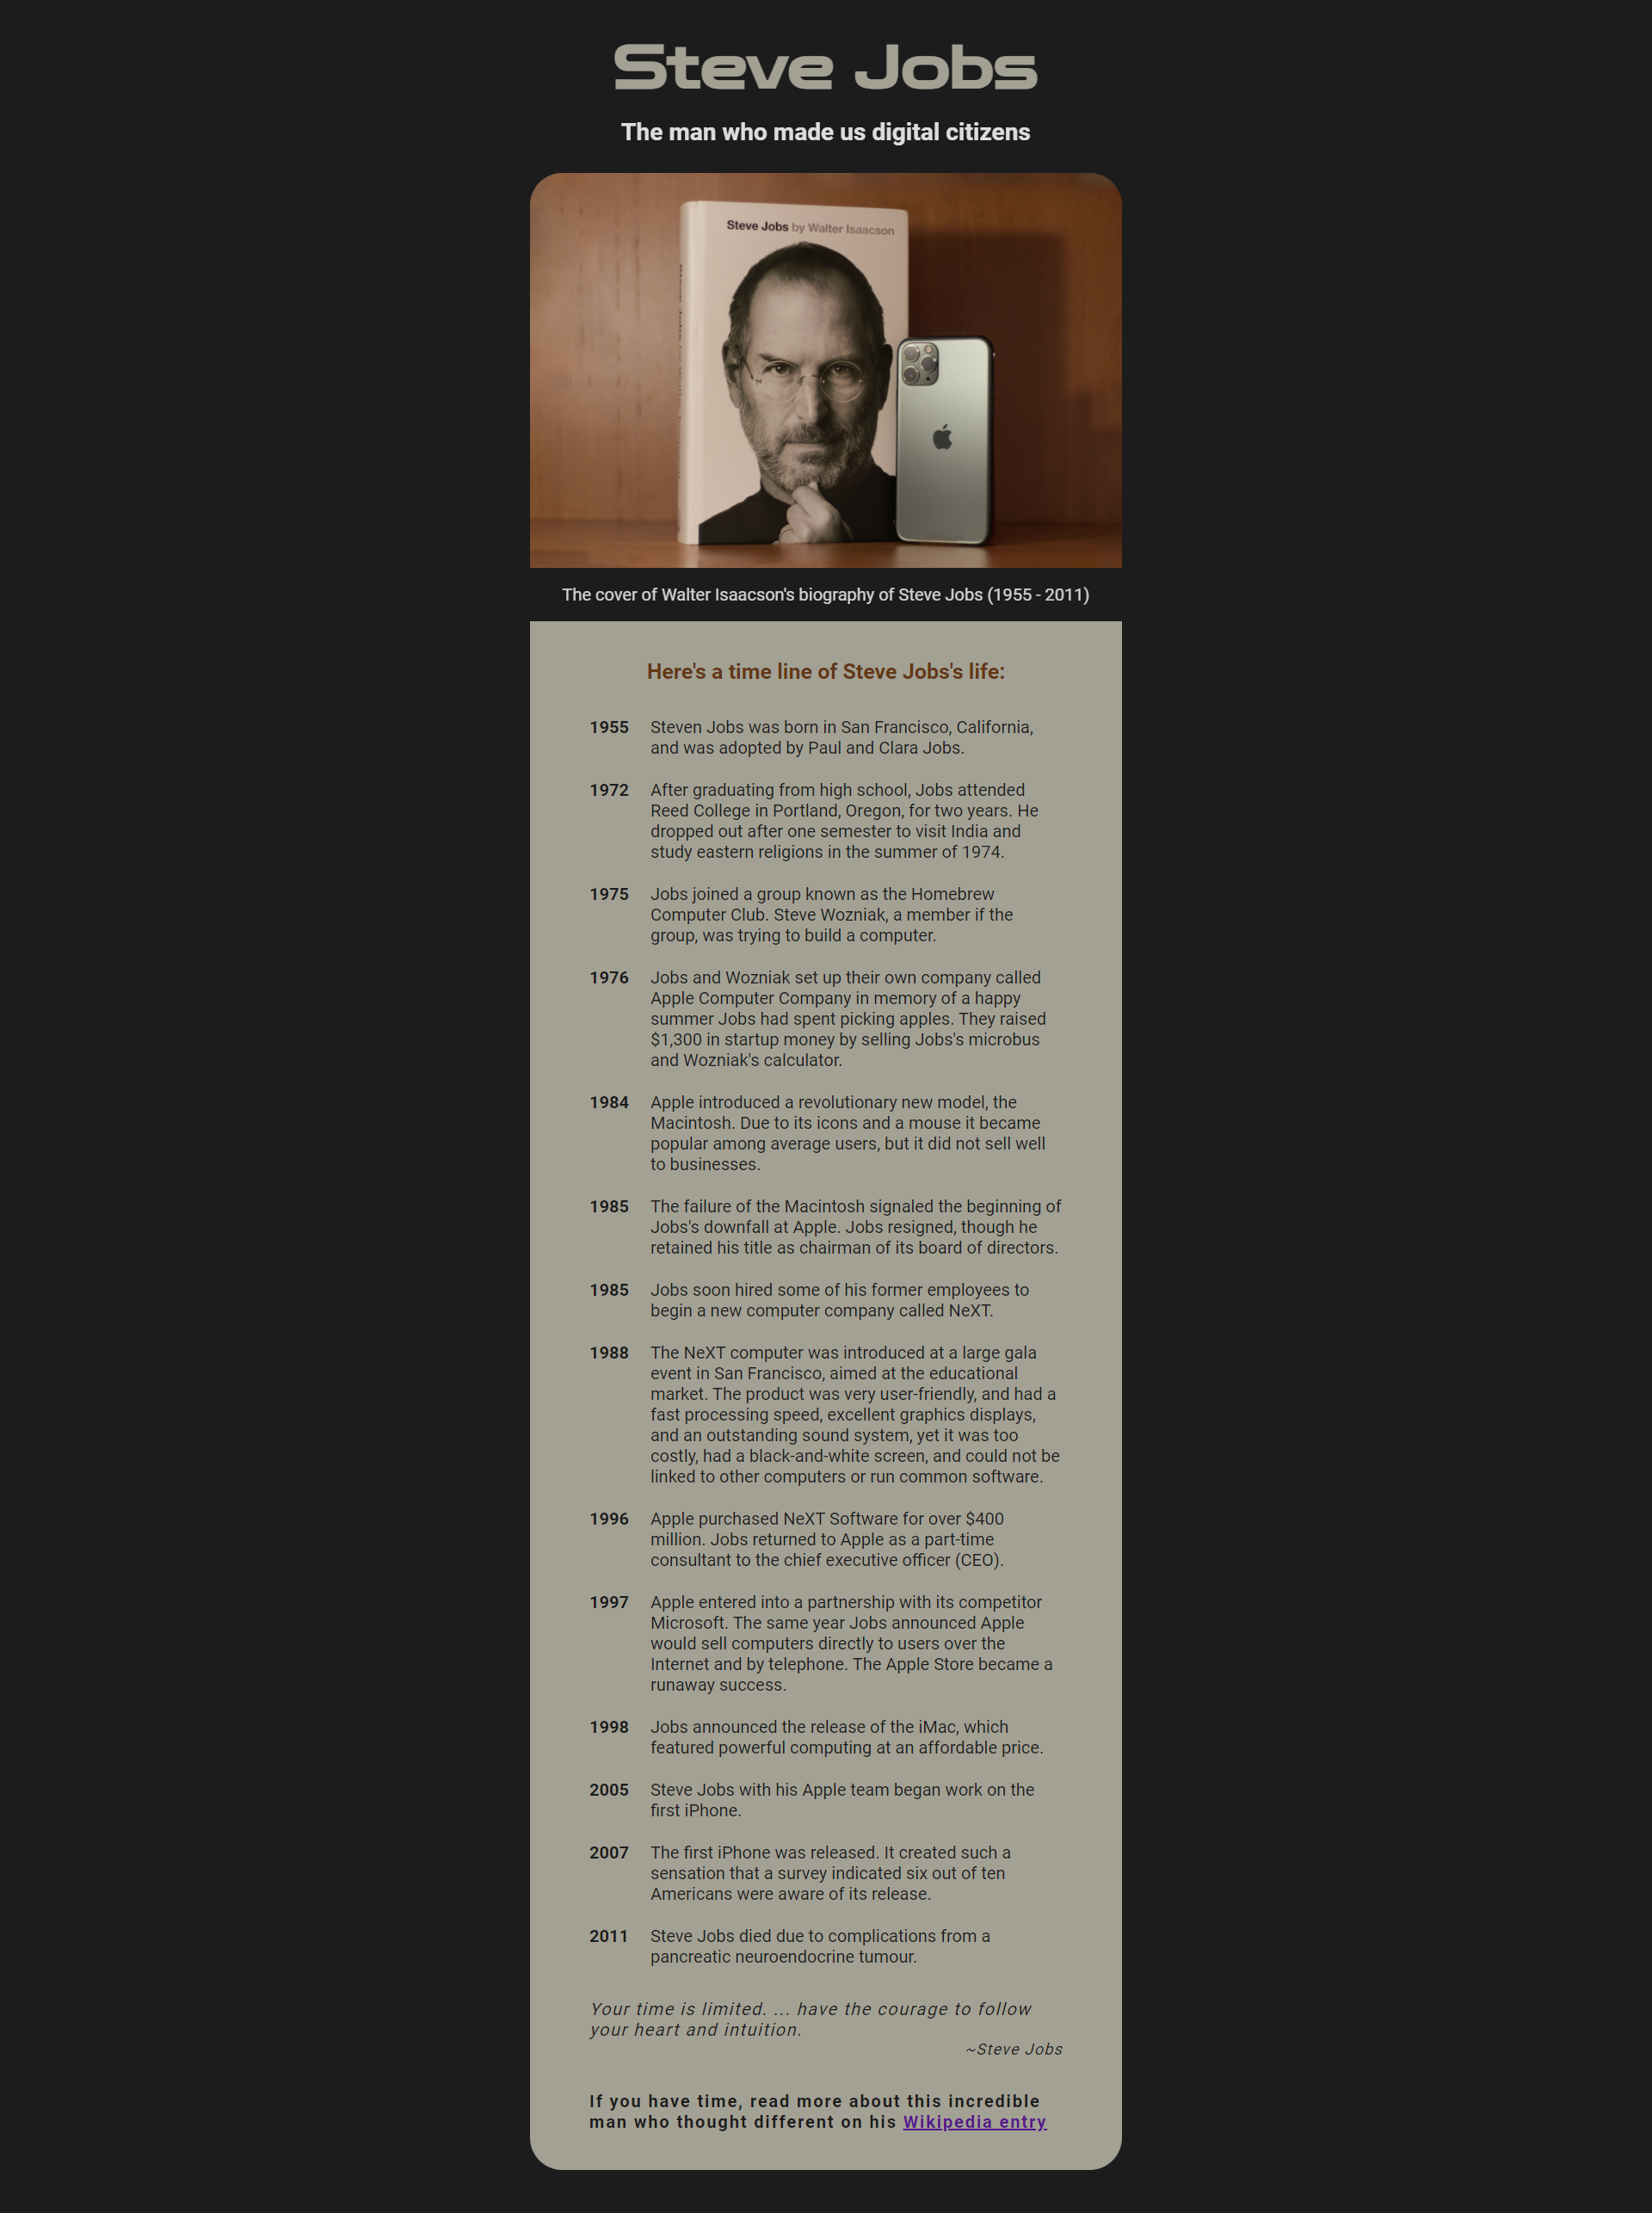 Steve Jobs
The man who made us digital citizens
Steve Jobs by Walter Isaacson
The cover of Walter Isaacson's biography of Steve Jobs (1955 - 2011)
Here's a time line of Steve Jobs's life:
1955 Steven Jobs was born in San Francisco, California,
and was adopted by Paul and Clara Jobs.
1972 After graduating from high school, Jobs attended
Reed College in Portland, Oregon, for two years. He
dropped out after one semester to visit India and
study eastern religions in the summer of 1974.
1975 Jobs joined a group known as the Homebrew
Computer Club. Steve Wozniak, a member if the
group, was trying to build a computer.
1976 Jobs and Wozniak set up their own company called
Apple Computer Company in memory of a happy
summer Jobs had spent picking apples. They raised
$1,300 in startup money by selling Jobs's microbus
and Wozniak's calculator.
1984 Apple introduced a revolutionary new model, the
Macintosh. Due to its icons and a mouse it became
popular among average users, but it did not sell well
to businesses.
1985 The failure of the Macintosh signaled the beginning of
Jobs's downfall at Apple. Jobs resigned, though he
retained his title as chairman of its board of directors.
1985 Jobs soon hired some of his former employees to
begin a new computer company called NeXT.
1988 The NeXT computer was introduced at a large gala
event in San Francisco, aimed at the educational
market. The product was very user-friendly, and had a
fast processing speed, excellent graphics displays,
and an outstanding sound system, yet it was too
costly, had a black-and-white screen, and could not be
linked to other computers or run common software.
1996 Apple purchased NeXT Software for over $400
million. Jobs returned to Apple as a part-time
consultant to the chief executive officer (CEO).
1997 Apple entered into a partnership with its competitor
Microsoft. The same year Jobs announced Apple
would sell computers directly to users over the
Internet and by telephone. The Apple Store became a
runaway success.
1998 Jobs announced the release of the iMac, which
featured powerful computing at an affordable price.
2005 Steve Jobs with his Apple team began work on the
first iPhone.
2007 The first iPhone was released. It created such a
sensation that a survey indicated six out of ten
Americans were aware of its release.
2011 Steve Jobs died due to complications from a
pancreatic neuroendocrine tumour.
Your time is limited. ... have the courage to follow
your heart and intuition.
~Steve Jobs
If you have time, read more about this incredible
man who thought different on his Wikipedia entry